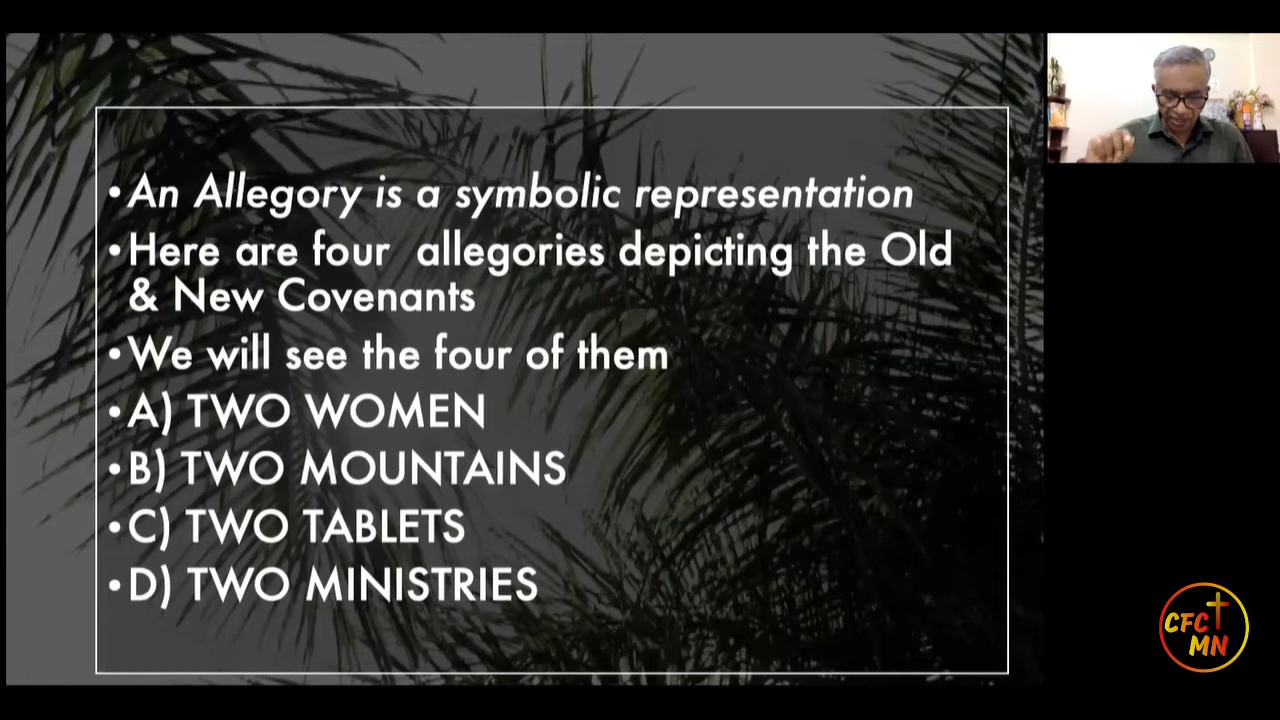 • An Allegory is a symbolic representation
• Here are four  allegories depicting the Old
& New Covenants
• We will see the four of them
• A) TWO WOMEN
• B) TWO MOUNTAINS
• C) TWO TABLETS
• D) TWO MINISTRIES
CFC
MN